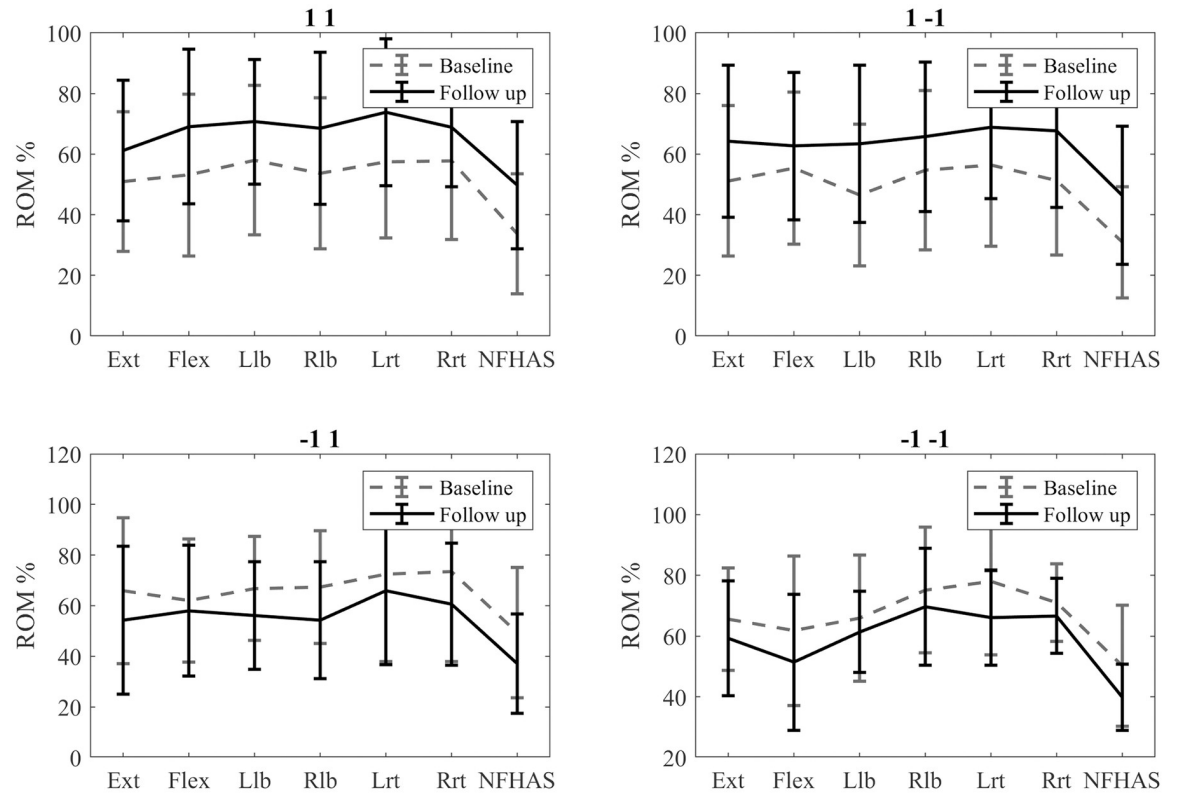 1 1
100
80
60
40
20
0
ROM %
Baseline
Follow up
Ext Flex Llb Rlb Lrt Rrt NFHAS
1 -1
100
80
60
40
20
0
ROM %
Baseline
Follow up
Ext Flex Llb Rlb Lrt Rrt NFHAS
-1 1
120
100
80
60
40
20
0
ROM %
Baseline
Follow up
Ext Flex Llb Rlb Lrt Rrt NFHAS
-1 -1
120
100
80
60
40
20
ROM %
Baseline
Follow up
Ext Flex Llb Rlb Lrt Rrt NFHAS